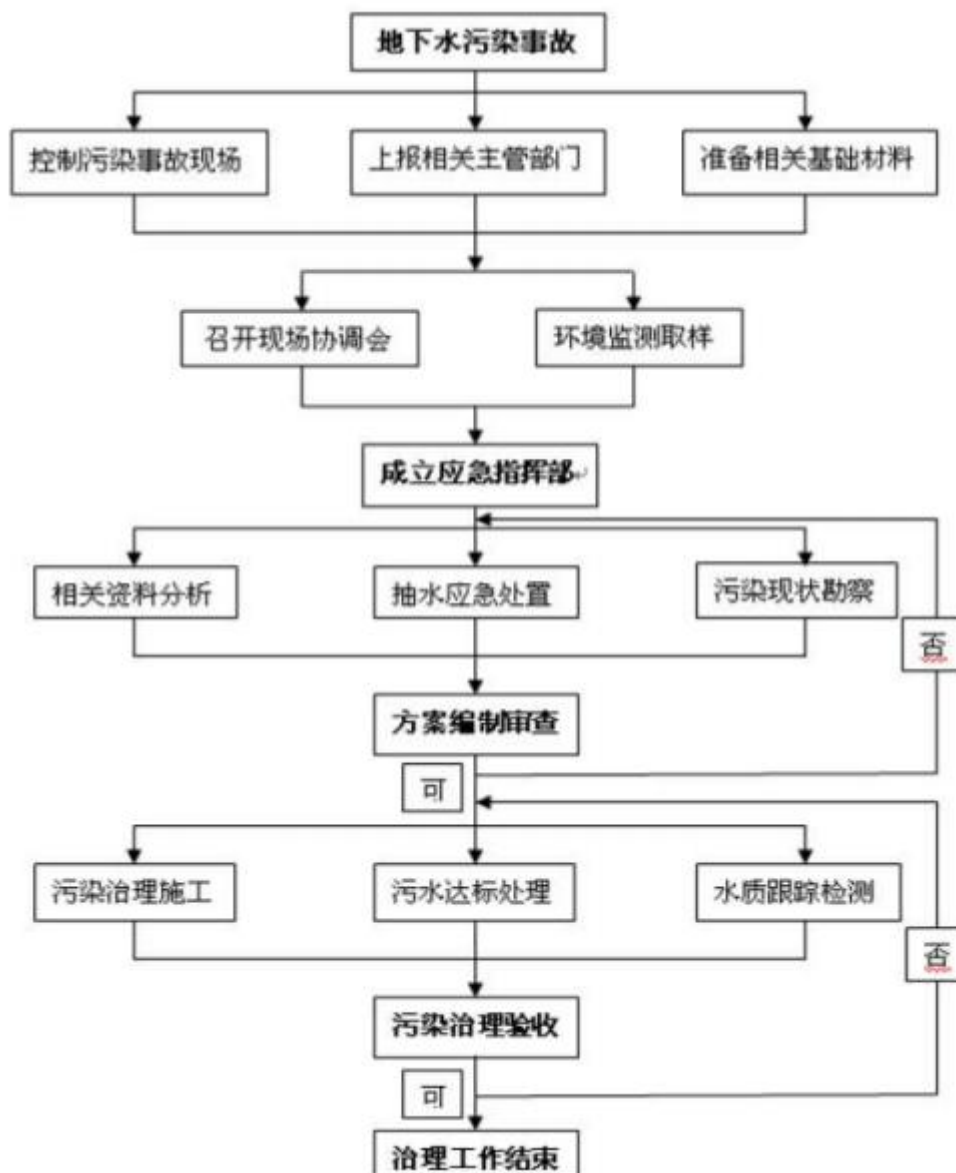 地下水污染事故
控制污染事故现场
上报相关主管部门
准备相关基础材料
召开现场协调会
环境监测取样
成立应急指挥部
相关资料分析
抽水应急处置
污染现状勘察
否
方案编制审查
可
污染治理施工
污水达标处理
水质跟踪检测
否
污染治理验收
可
治理工作结束